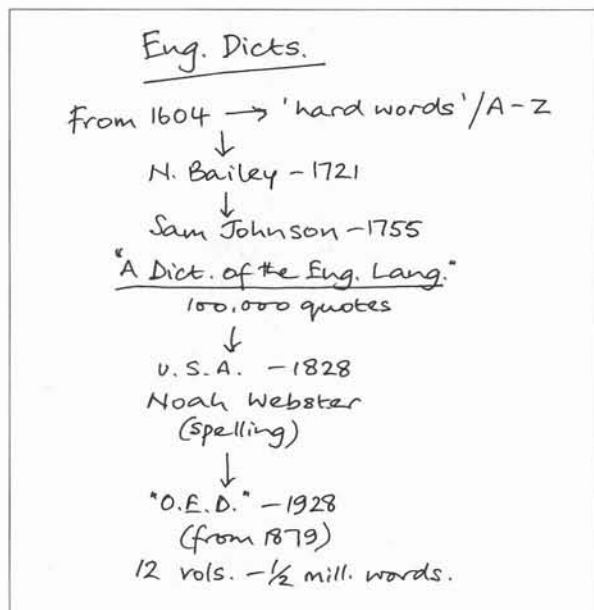 Eng. Dicts.
From 1604 → 'hard words'/A-Z
↓
N. Bailey - 1721
↓
Sam Johnson - 1755
"A Dict. of the Eng. Lang."
100,000 quotes
↓
U.S.A. - 1828
Noah Webster
(spelling)
↓
"O.E.D." - 1928
(from 1879)
12 vols. - ½ mill. words.